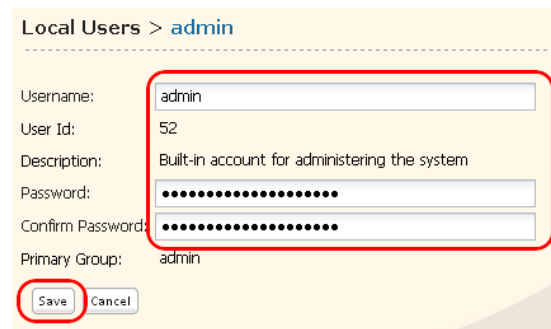 Local Users > admin
Username: admin
User Id: 52
Description: Built-in account for administering the system
Password: ••••••••••••••••••••
Confirm Password: ••••••••••••••••••••
Primary Group: admin
Save Cancel